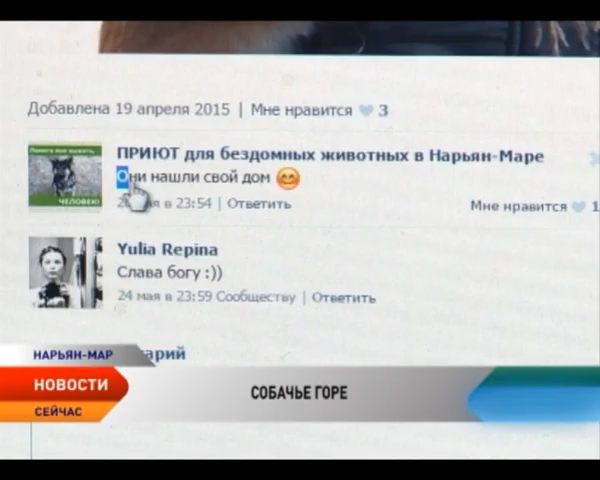 Добавлена 19 апреля 2015 | Мне нравится 3
ПРИЮТ для бездомных животных в Нарьян-Маре
Они нашли свой дом
в 23:54 | Ответить
Мне нравится 1
ЧЕЛОВЕК!
Yulia Repina
Слава богу :))
24 мая в 23:59 Сообществу | Ответить
НАРЬЯН-МАР
НОВОСТИ
СЕЙЧАС
СОБАЧЬЕ ГОРЕ